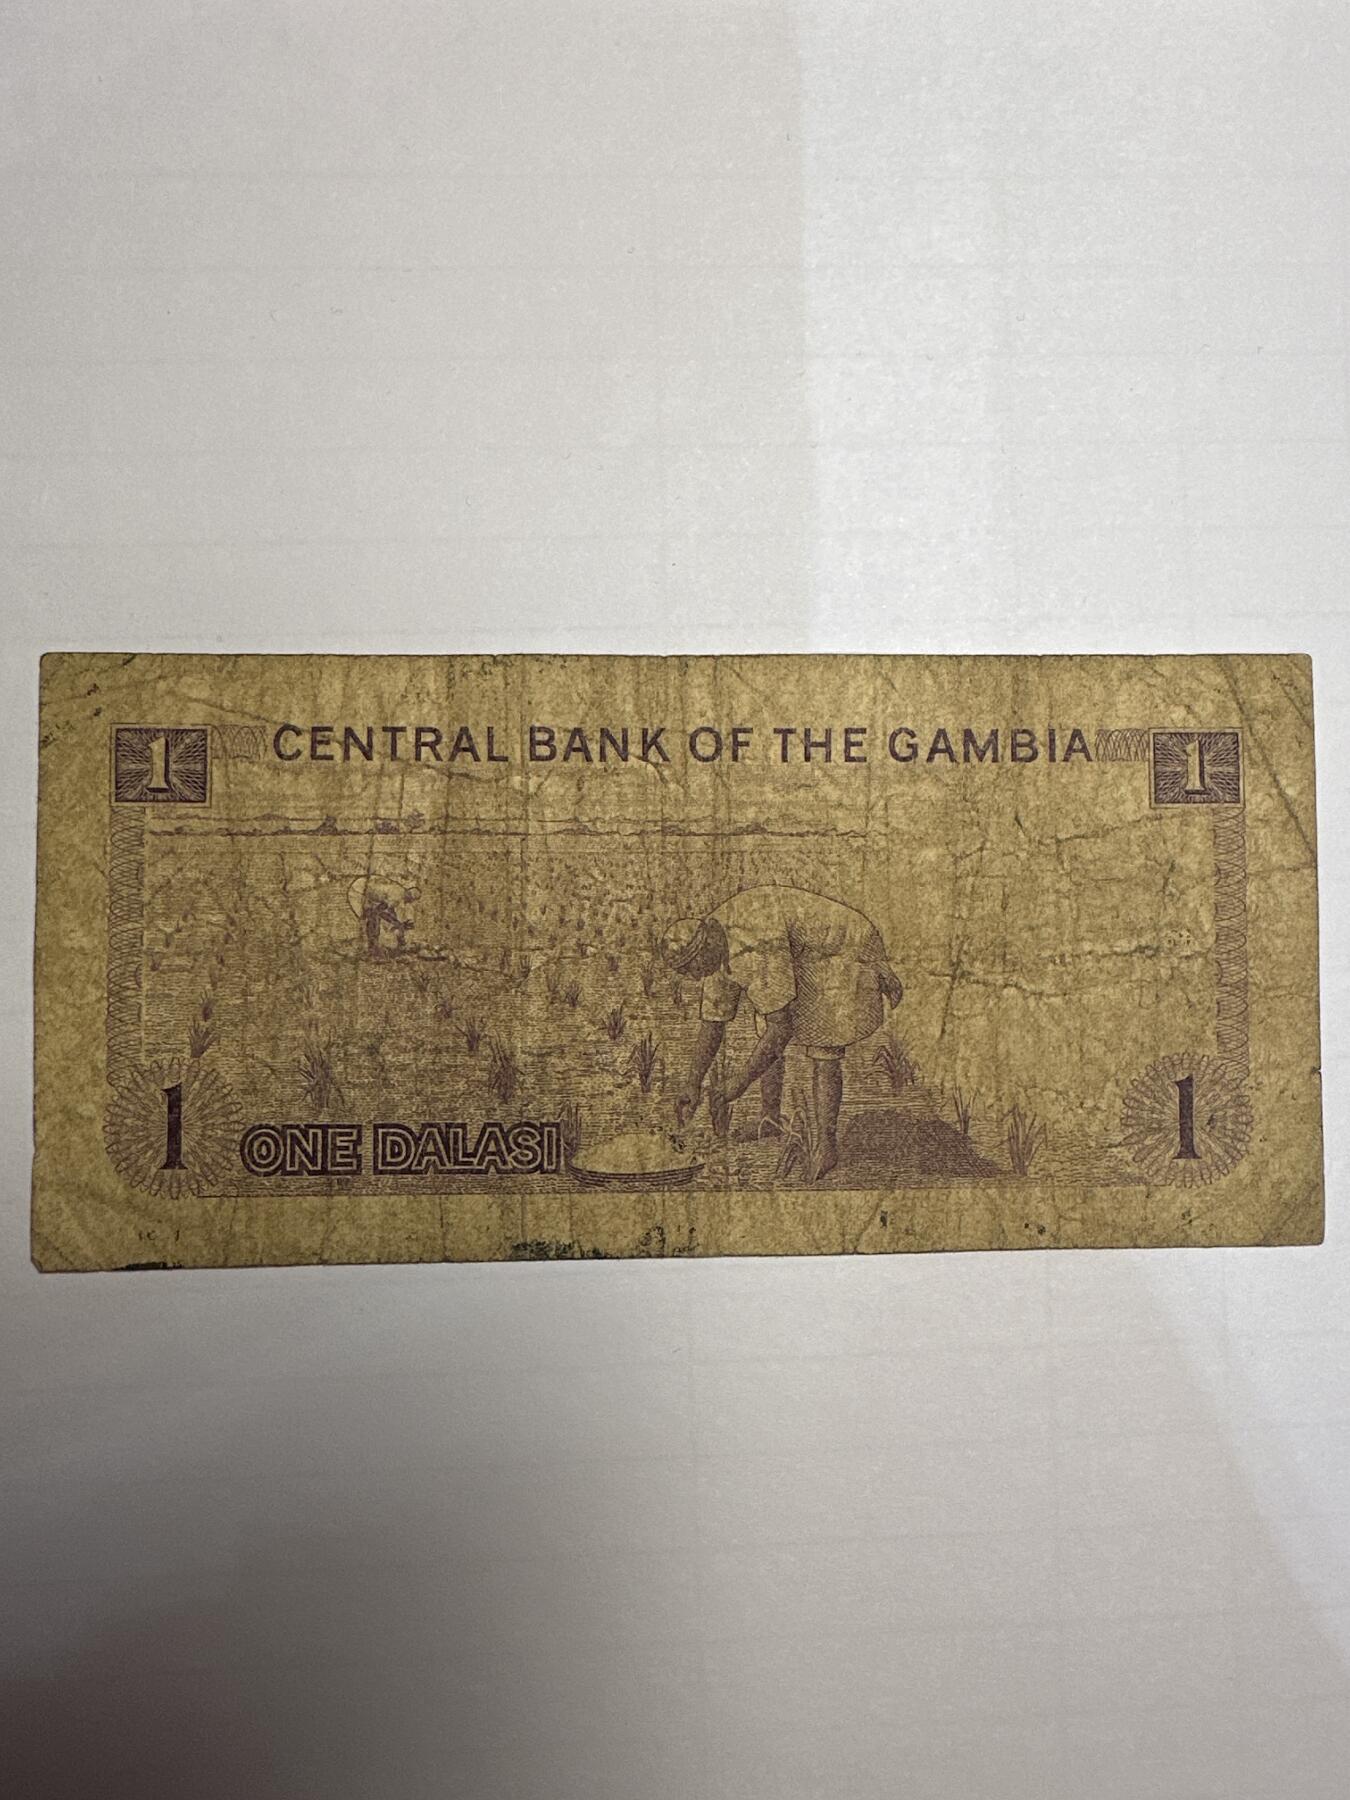 1 CENTRAL BANK OF THE GAMBIA 1
1 ONE DALASI 1